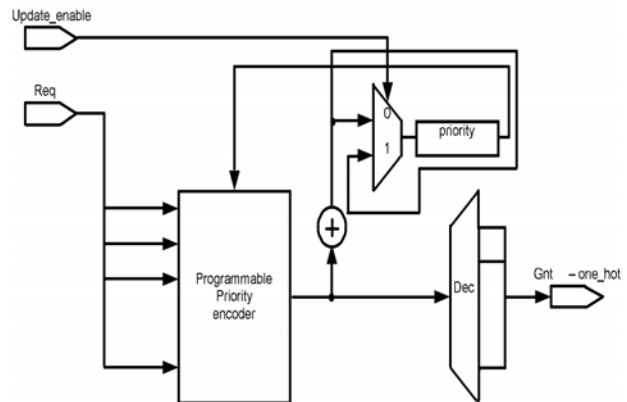 Update_enable
Req
0
1
priority
+
Programmable
Priority
encoder
Dec
Gnt –one_hot